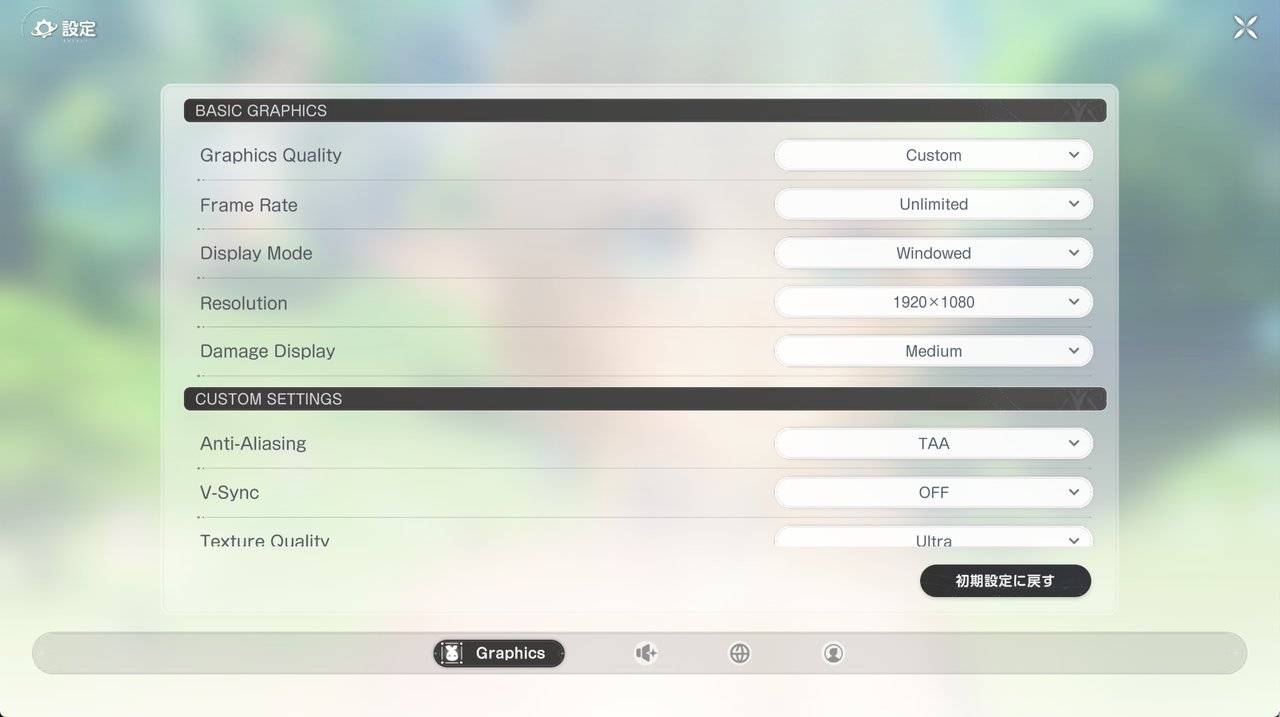 設定
BASIC GRAPHICS
Graphics Quality
Custom
Frame Rate
Unlimited
Display Mode
Windowed
Resolution
1920×1080
Damage Display
Medium
CUSTOM SETTINGS
Anti-Aliasing
TAA
V-Sync
OFF
Texture Quality
Ultra
初期設定に戻す
Graphics